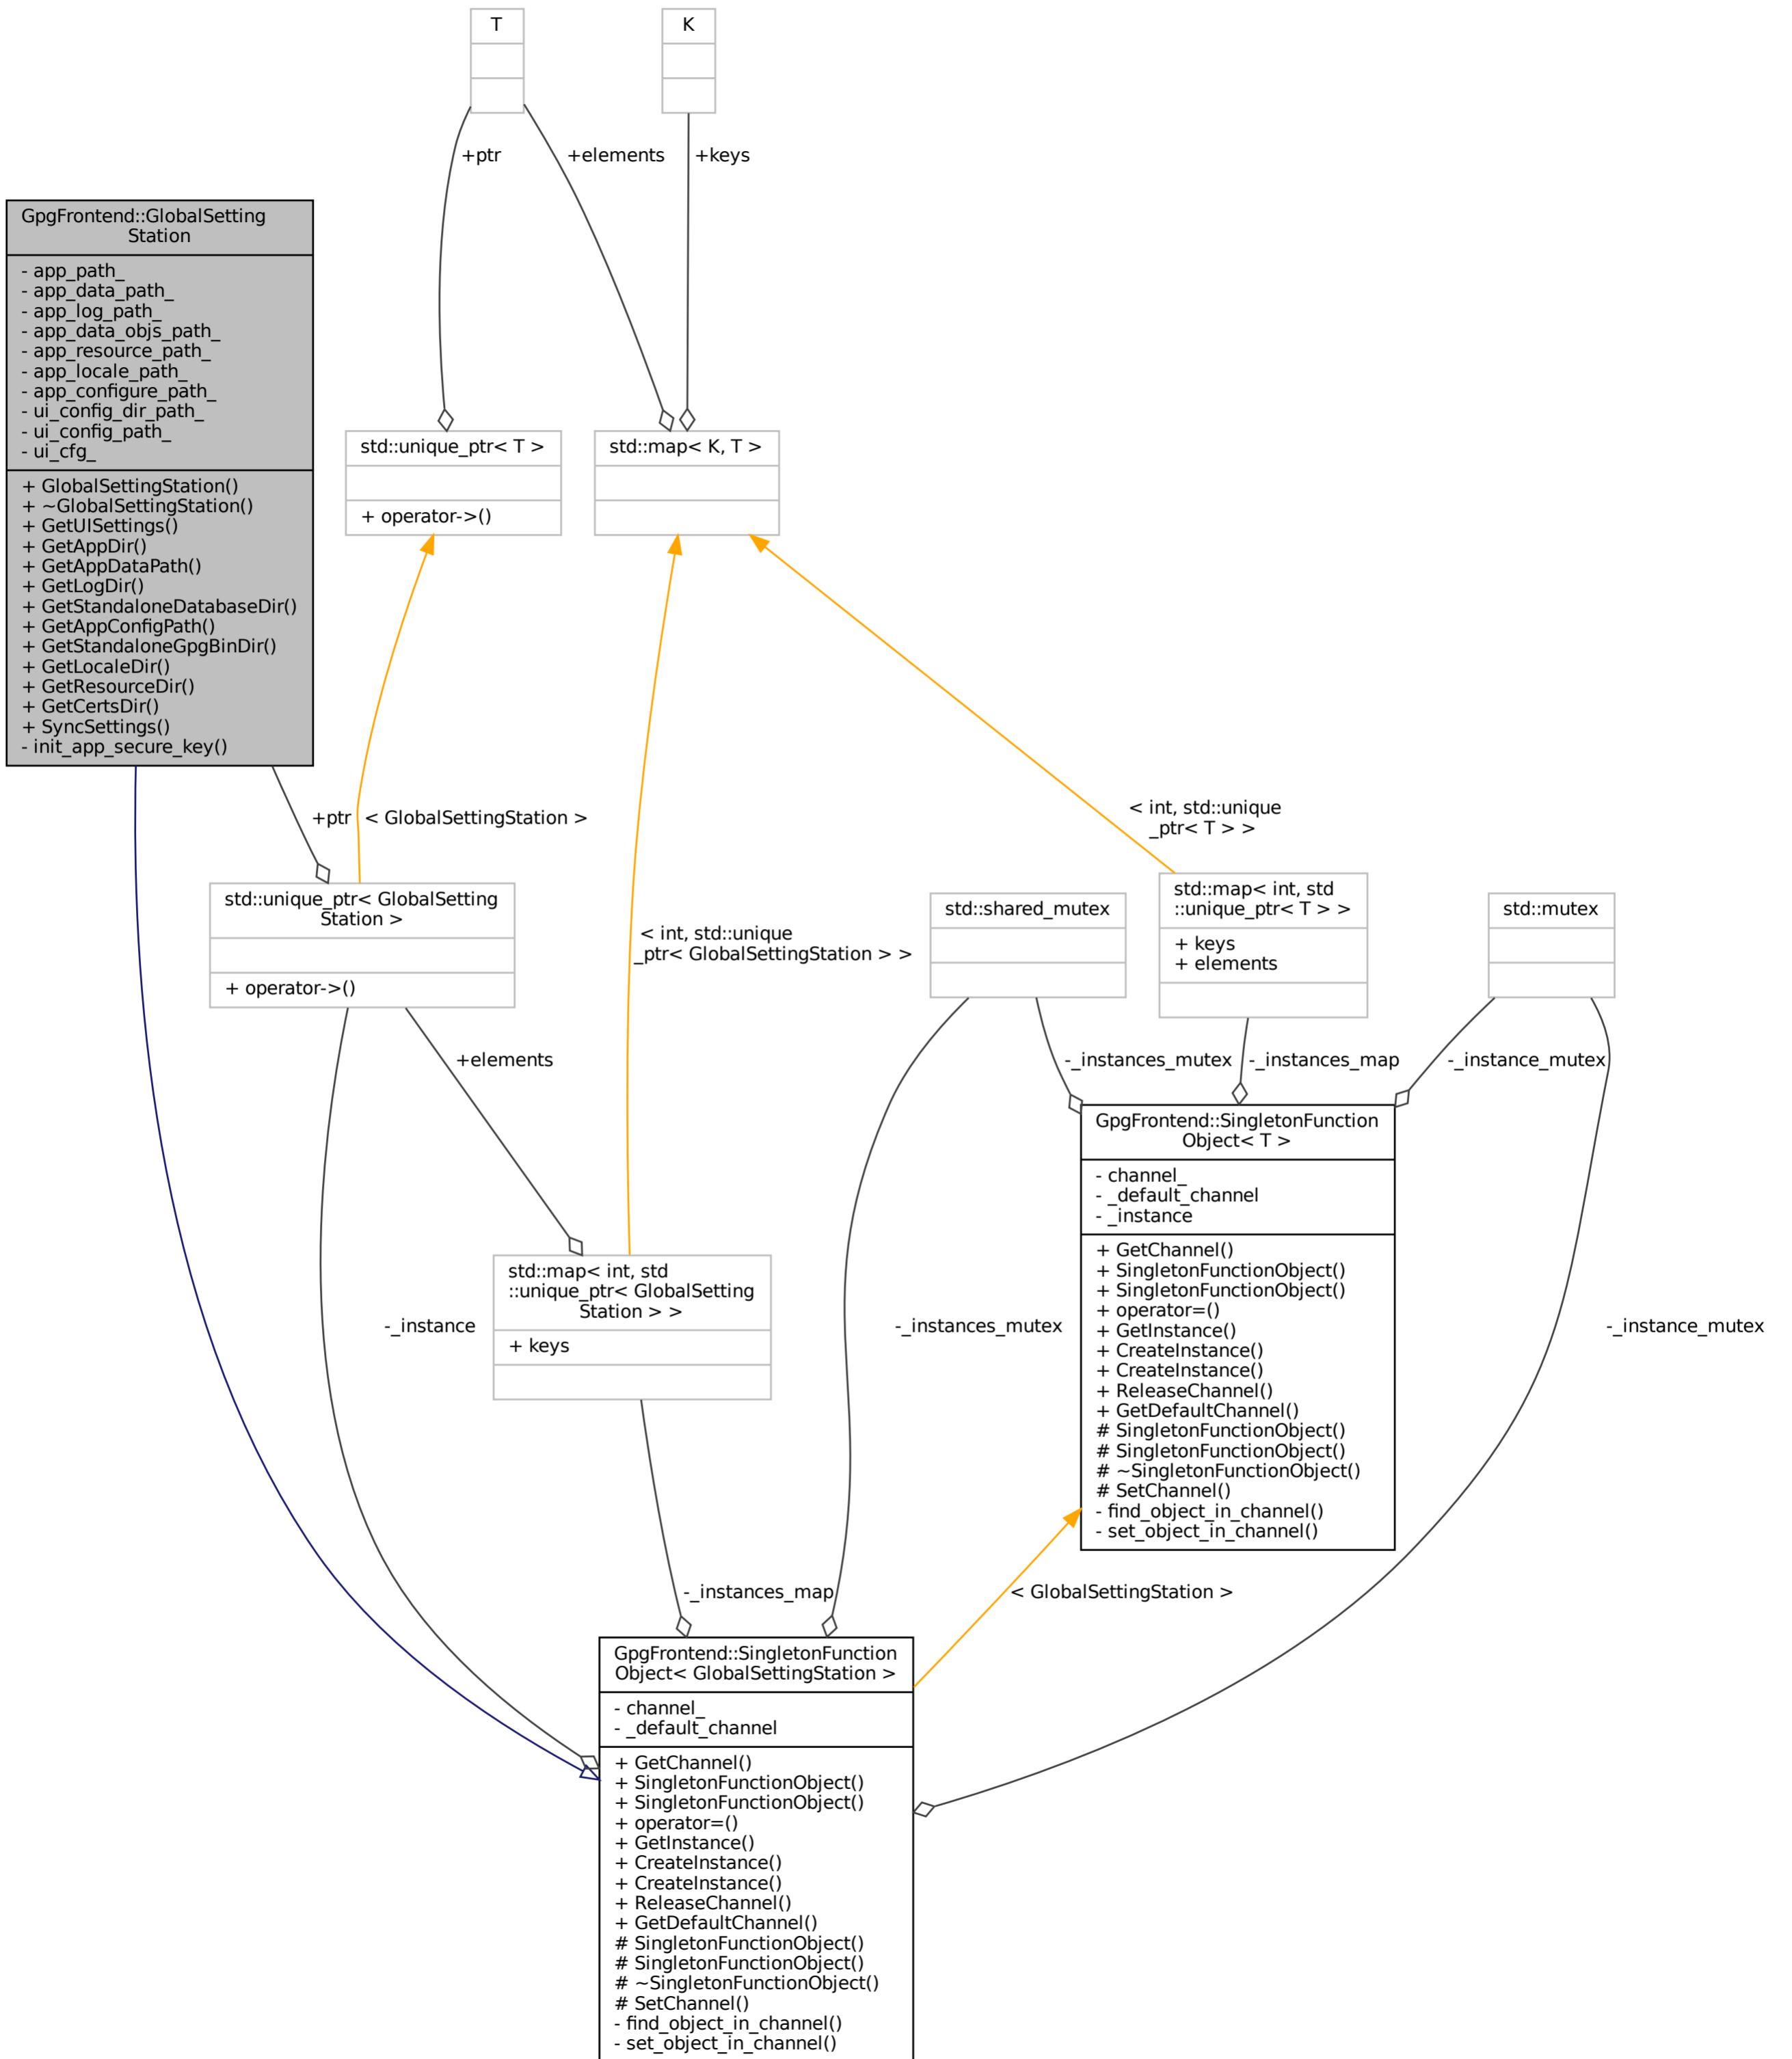 T
K
+ptr
+elements
+keys
GpgFrontend::GlobalSetting
Station
- app_path_
- app_data_path_
- app_log_path_
- app_data_objs_path_
- app_resource_path_
- app_locale_path_
- app_configure_path_
- ui_config_dir_path_
- ui_config_path_
- ui_cfg_
+ GlobalSettingStation()
+ ~GlobalSettingStation()
+ GetUISettings()
+ GetAppDir()
+ GetAppDataPath()
+ GetLogDir()
+ GetStandaloneDatabaseDir()
+ GetAppConfigPath()
+ GetStandaloneGpgBinDir()
+ GetLocaleDir()
+ GetResourceDir()
+ GetCertsDir()
+ SyncSettings()
- init_app_secure_key()
std::unique_ptr< T >
+ operator->()
std::map< K, T >
+ptr
< GlobalSettingStation >
< int, std::unique
_ptr< T > >
std::unique_ptr< GlobalSetting
Station >
+ operator->()
< int, std::unique
_ptr< GlobalSettingStation > >
std::shared_mutex
std::map< int, std
::unique_ptr< T > >
+ keys
+ elements
std::mutex
+elements
-_instances_mutex
-_instances_map
-_instance_mutex
GpgFrontend::SingletonFunction
Object< T >
- channel_
- _default_channel
- _instance
+ GetChannel()
+ SingletonFunctionObject()
+ SingletonFunctionObject()
+ operator=()
+ GetInstance()
+ CreateInstance()
+ CreateInstance()
+ ReleaseChannel()
+ GetDefaultChannel()
# SingletonFunctionObject()
# SingletonFunctionObject()
# ~SingletonFunctionObject()
# SetChannel()
- find_object_in_channel()
- set_object_in_channel()
std::map< int, std
::unique_ptr< GlobalSetting
Station > >
+ keys
-_instance
-_instances_mutex
-_instance_mutex
-_instances_map
< GlobalSettingStation >
GpgFrontend::SingletonFunction
Object< GlobalSettingStation >
- channel_
- _default_channel
+ GetChannel()
+ SingletonFunctionObject()
+ SingletonFunctionObject()
+ operator=()
+ GetInstance()
+ CreateInstance()
+ CreateInstance()
+ ReleaseChannel()
+ GetDefaultChannel()
# SingletonFunctionObject()
# SingletonFunctionObject()
# ~SingletonFunctionObject()
# SetChannel()
- find_object_in_channel()
- set_object_in_channel()